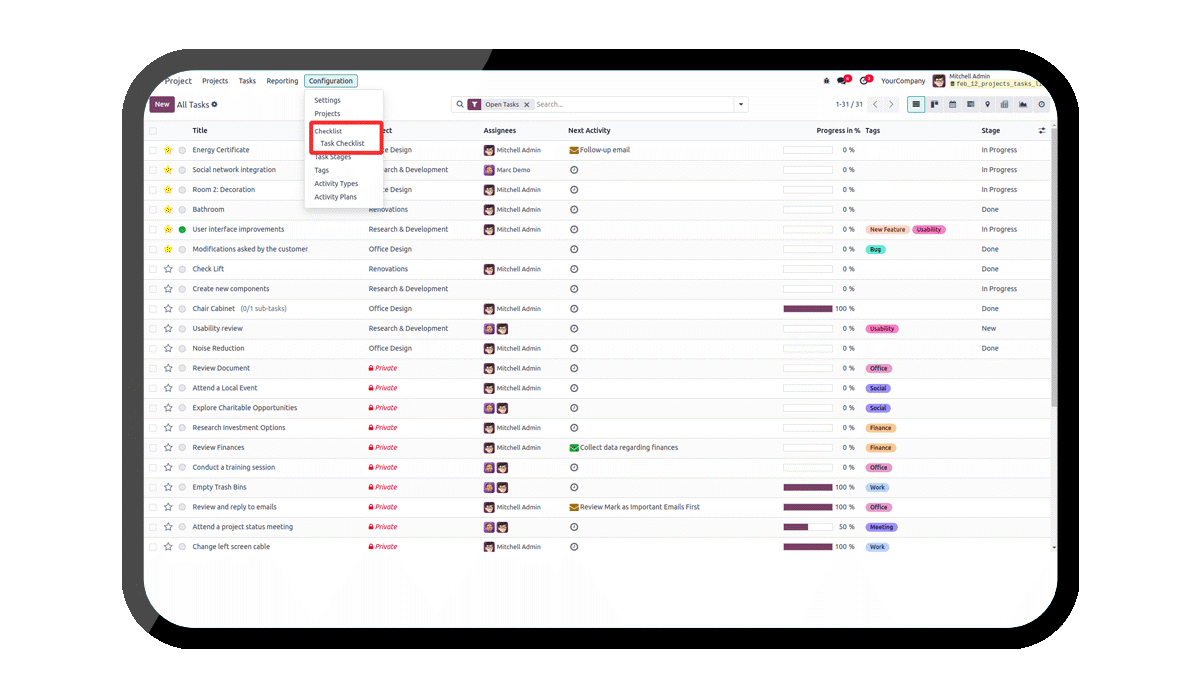 Project Projects Tasks Reporting Configuration YourCompany Mitchell Admin
New All Tasks Open Tasks Search... 1-31 / 31
Settings
Projects
Checklist
Task Checklist
Task Stages
Tags
Activity Types
Activity Plans
Title Assignees Next Activity Progress in % Tags Stage
Energy Certificate Office Design Mitchell Admin Follow-up email 0 % In Progress
Social network integration & Development Marc Demo 0 % In Progress
Room 2: Decoration Design Mitchell Admin 0 % In Progress
Bathroom Renovations Mitchell Admin 0 % Done
User interface improvements Research & Development Mitchell Admin 0 % New Feature Usability In Progress
Modifications asked by the customer Office Design 0 % Bug Done
Check Lift Renovations Mitchell Admin 0 % Done
Create new components Research & Development 0 % In Progress
Chair Cabinet (0/1 sub-tasks) Office Design Mitchell Admin 100 % Done
Usability review Research & Development 0 % Usability New
Noise Reduction Office Design Mitchell Admin 0 % Done
Review Document Private Mitchell Admin 0 % Office
Attend a Local Event Private Mitchell Admin 0 % Social
Explore Charitable Opportunities Private 0 % Social
Research Investment Options Private Mitchell Admin 0 % Finance
Review Finances Private Mitchell Admin Collect data regarding finances 0 % Finance
Conduct a training session Private 0 % Office
Empty Trash Bins Private 100 % Work
Review and reply to emails Private Mitchell Admin Review Mark as Important Emails First 100 % Office
Attend a project status meeting Private 50 % Meeting
Change left screen cable Private Mitchell Admin 100 % Work